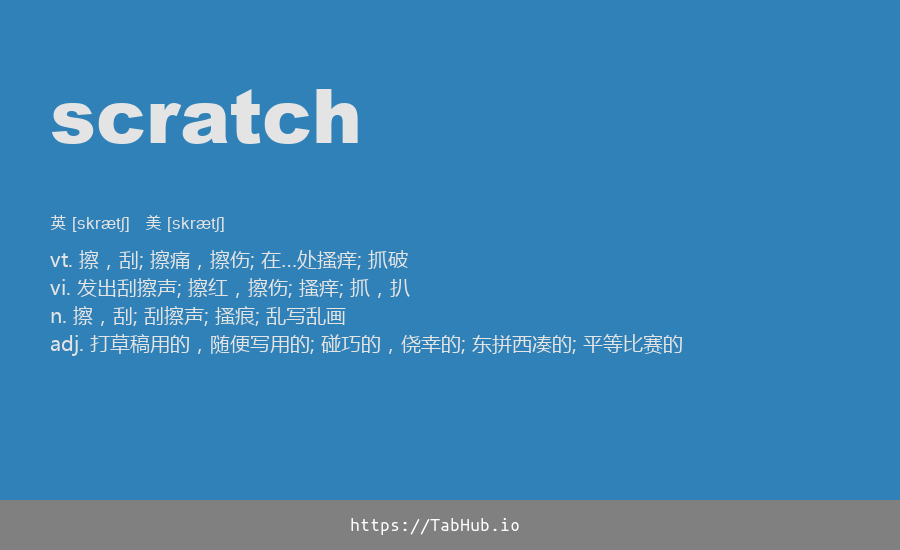 scratch
英 [skrætʃ] 美 [skrætʃ]
vt. 擦，刮; 擦痛，擦伤; 在…处搔痒; 抓破
vi. 发出刮擦声; 擦红，擦伤; 搔痒; 抓，扒
n. 擦，刮; 刮擦声; 搔痕; 乱写乱画
adj. 打草稿用的，随便写用的; 碰巧的，侥幸的; 东拼西凑的; 平等比赛的
https://TabHub.io